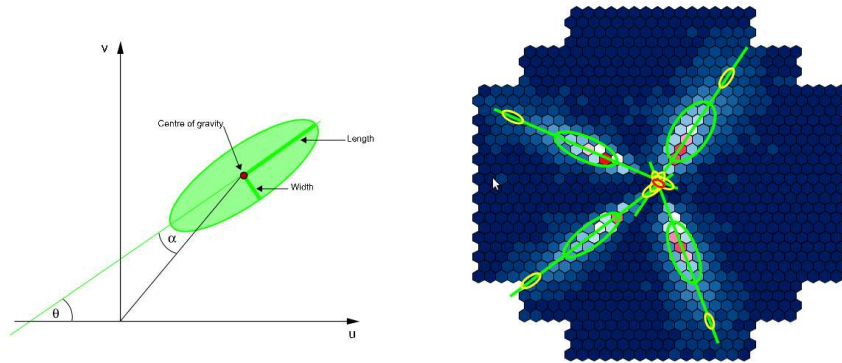 v
Centre of gravity
Length
Width
α
θ
u